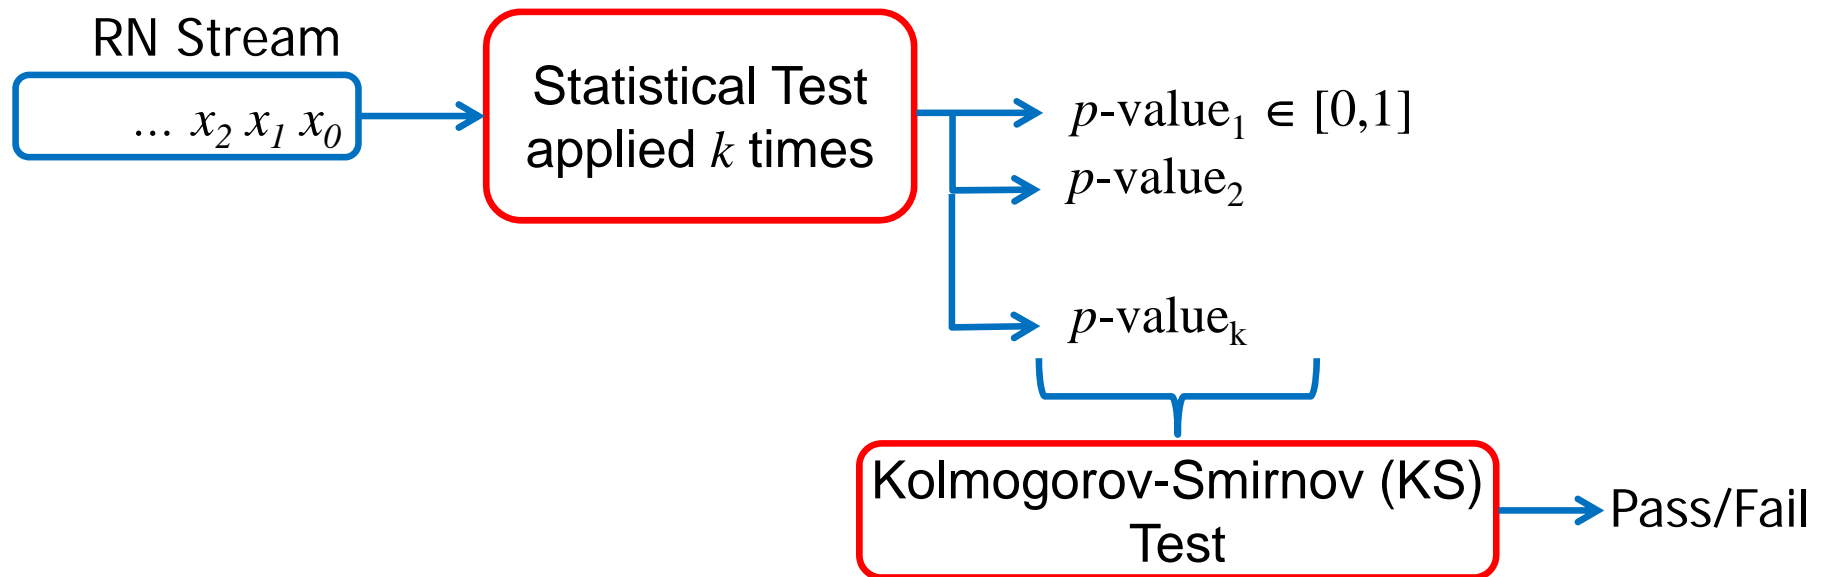 RN Stream
... x2 x1 x0
Statistical Test
applied k times
p-value1 ∈ [0,1]
p-value2
p-valuek
Kolmogorov-Smirnov (KS)
Test
Pass/Fail